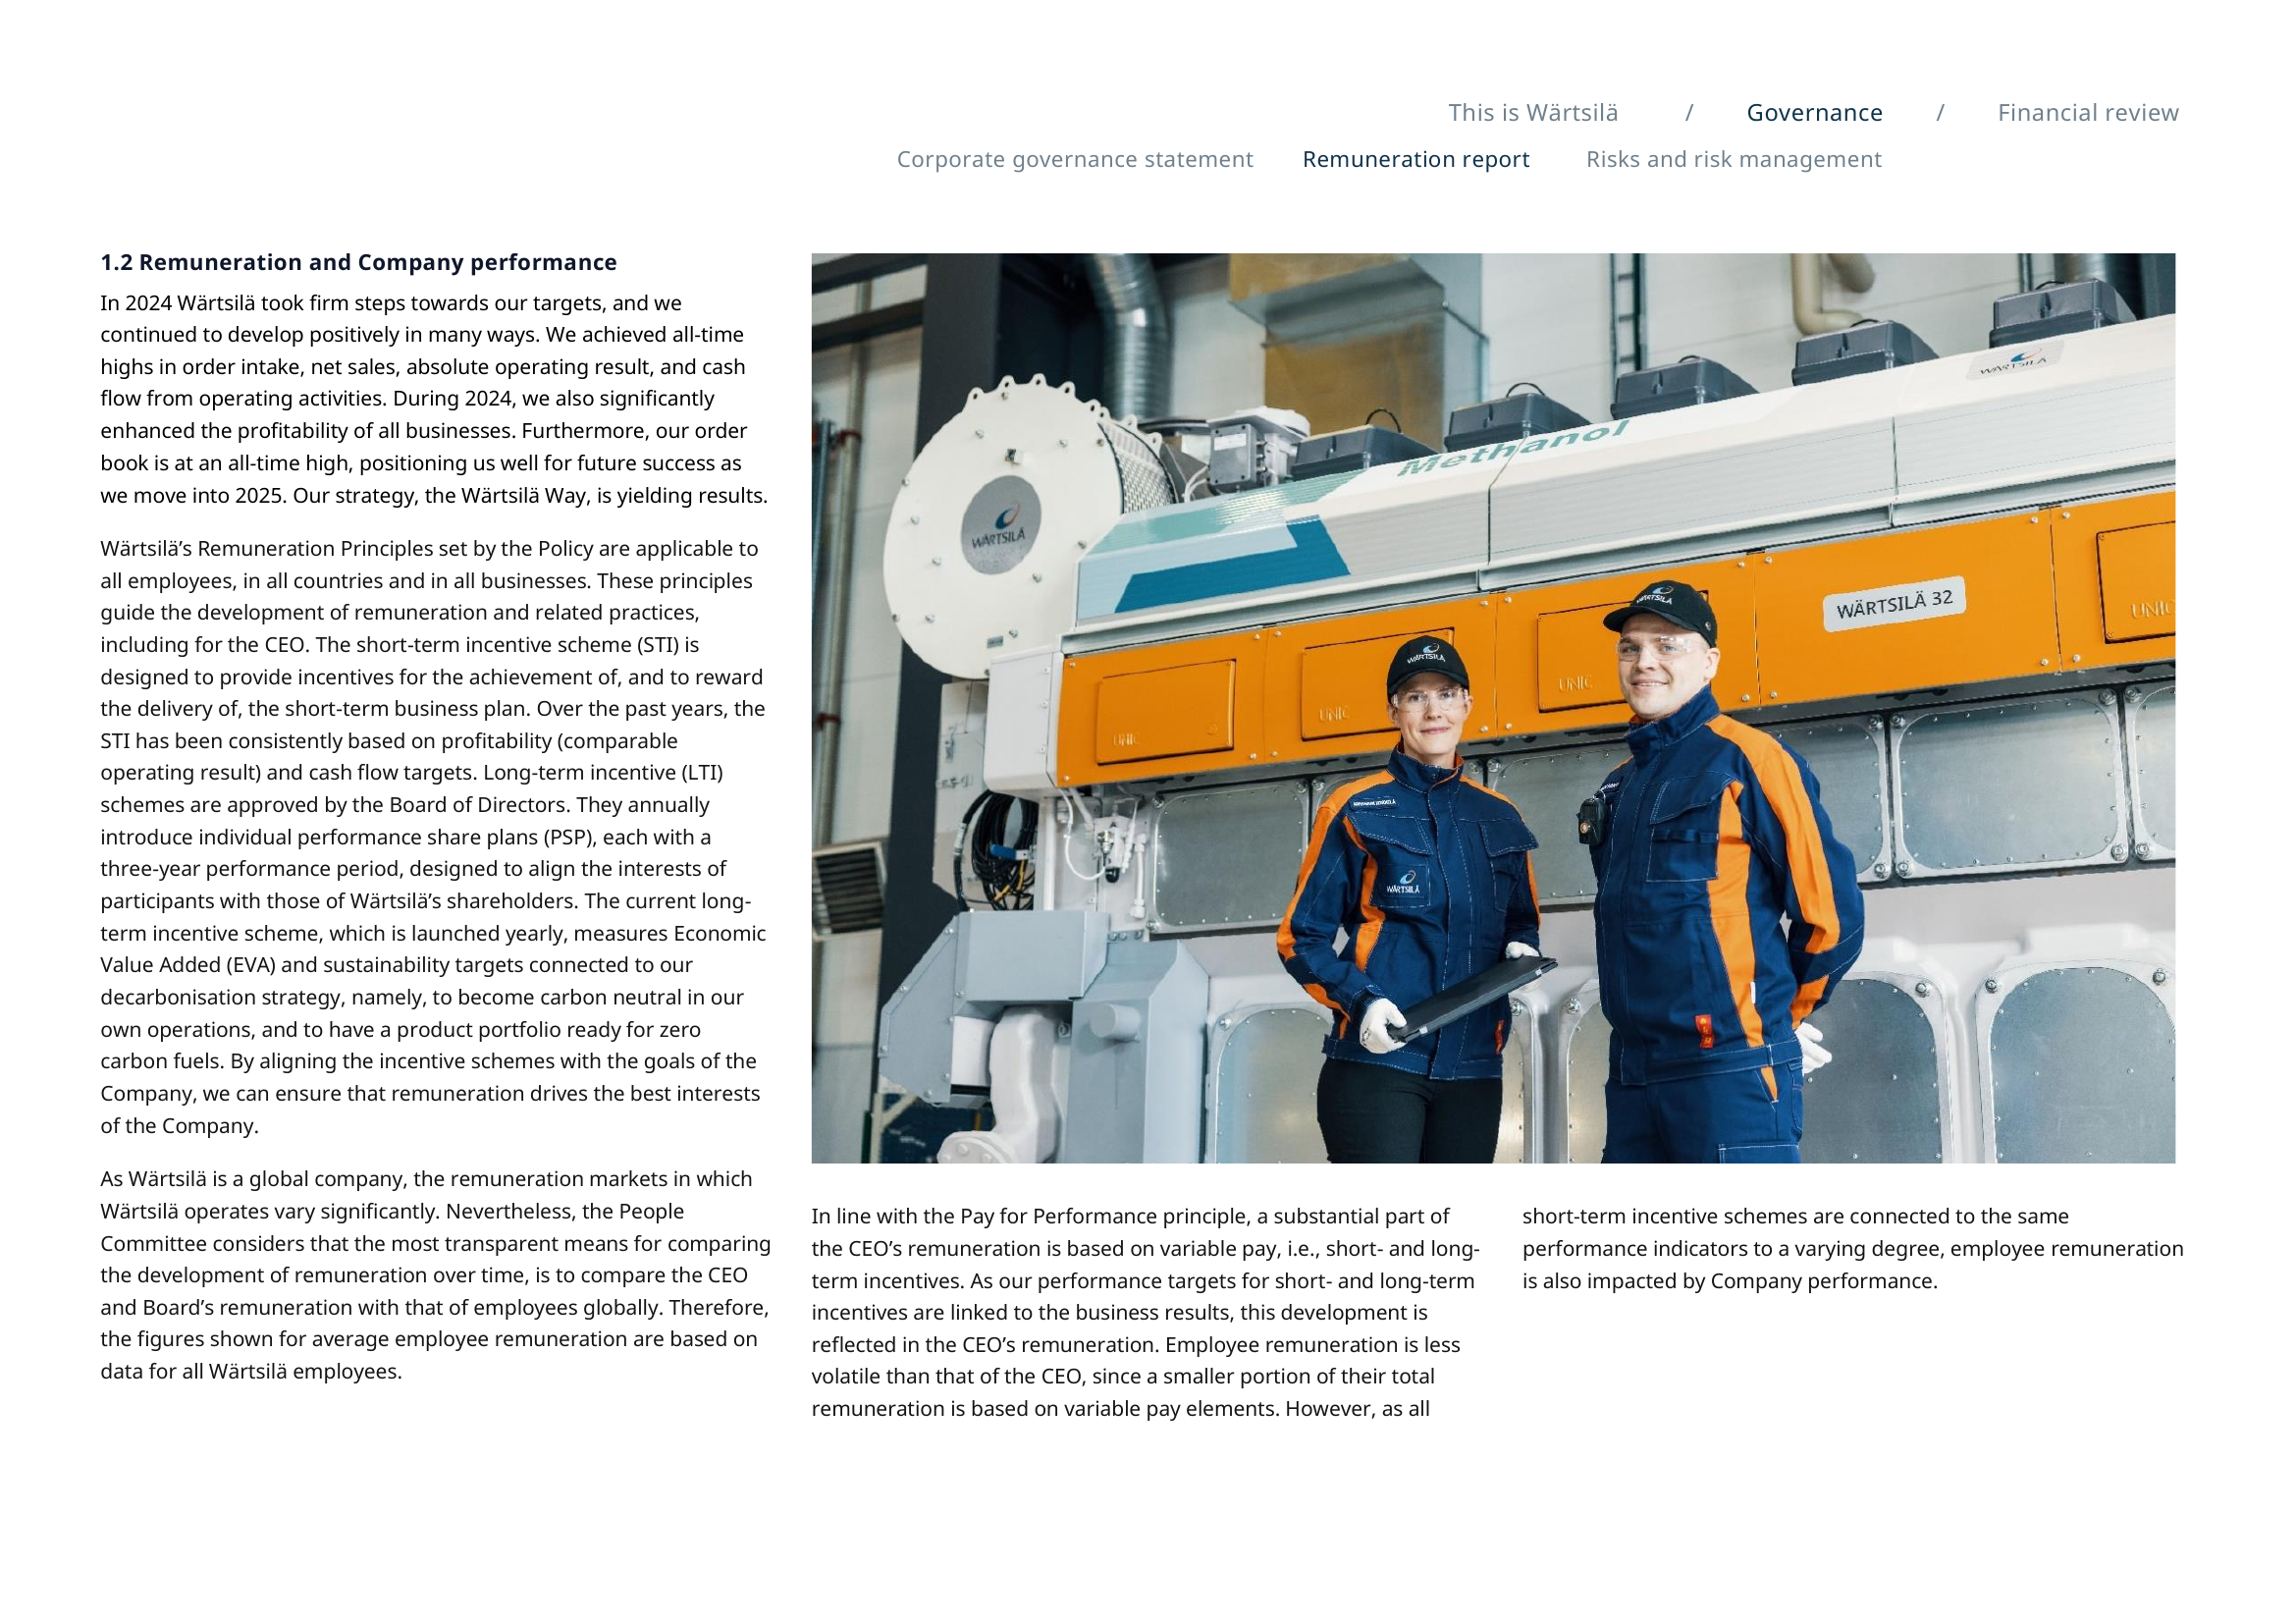 This is Wärtsilä / Governance / Financial review
Corporate governance statement Remuneration report Risks and risk management
1.2 Remuneration and Company performance
In 2024 Wärtsilä took firm steps towards our targets, and we
continued to develop positively in many ways. We achieved all-time
highs in order intake, net sales, absolute operating result, and cash
flow from operating activities. During 2024, we also significantly
enhanced the profitability of all businesses. Furthermore, our order
book is at an all-time high, positioning us well for future success as
we move into 2025. Our strategy, the Wärtsilä Way, is yielding results.
Wärtsilä’s Remuneration Principles set by the Policy are applicable to
all employees, in all countries and in all businesses. These principles
guide the development of remuneration and related practices,
including for the CEO. The short-term incentive scheme (STI) is
designed to provide incentives for the achievement of, and to reward
the delivery of, the short-term business plan. Over the past years, the
STI has been consistently based on profitability (comparable
operating result) and cash flow targets. Long-term incentive (LTI)
schemes are approved by the Board of Directors. They annually
introduce individual performance share plans (PSP), each with a
three-year performance period, designed to align the interests of
participants with those of Wärtsilä’s shareholders. The current long-
term incentive scheme, which is launched yearly, measures Economic
Value Added (EVA) and sustainability targets connected to our
decarbonisation strategy, namely, to become carbon neutral in our
own operations, and to have a product portfolio ready for zero
carbon fuels. By aligning the incentive schemes with the goals of the
Company, we can ensure that remuneration drives the best interests
of the Company.
As Wärtsilä is a global company, the remuneration markets in which
Wärtsilä operates vary significantly. Nevertheless, the People
Committee considers that the most transparent means for comparing
the development of remuneration over time, is to compare the CEO
and Board’s remuneration with that of employees globally. Therefore,
the figures shown for average employee remuneration are based on
data for all Wärtsilä employees.
WÄRTSILÄ
Methanol
WÄRTSILÄ
WÄRTSILÄ 32
UNIC
UNIC
UNIC
UNIC
WÄRTSILÄ
WÄRTSILÄ
WÄRTSILÄ
In line with the Pay for Performance principle, a substantial part of
the CEO’s remuneration is based on variable pay, i.e., short- and long-
term incentives. As our performance targets for short- and long-term
incentives are linked to the business results, this development is
reflected in the CEO’s remuneration. Employee remuneration is less
volatile than that of the CEO, since a smaller portion of their total
remuneration is based on variable pay elements. However, as all
short-term incentive schemes are connected to the same
performance indicators to a varying degree, employee remuneration
is also impacted by Company performance.